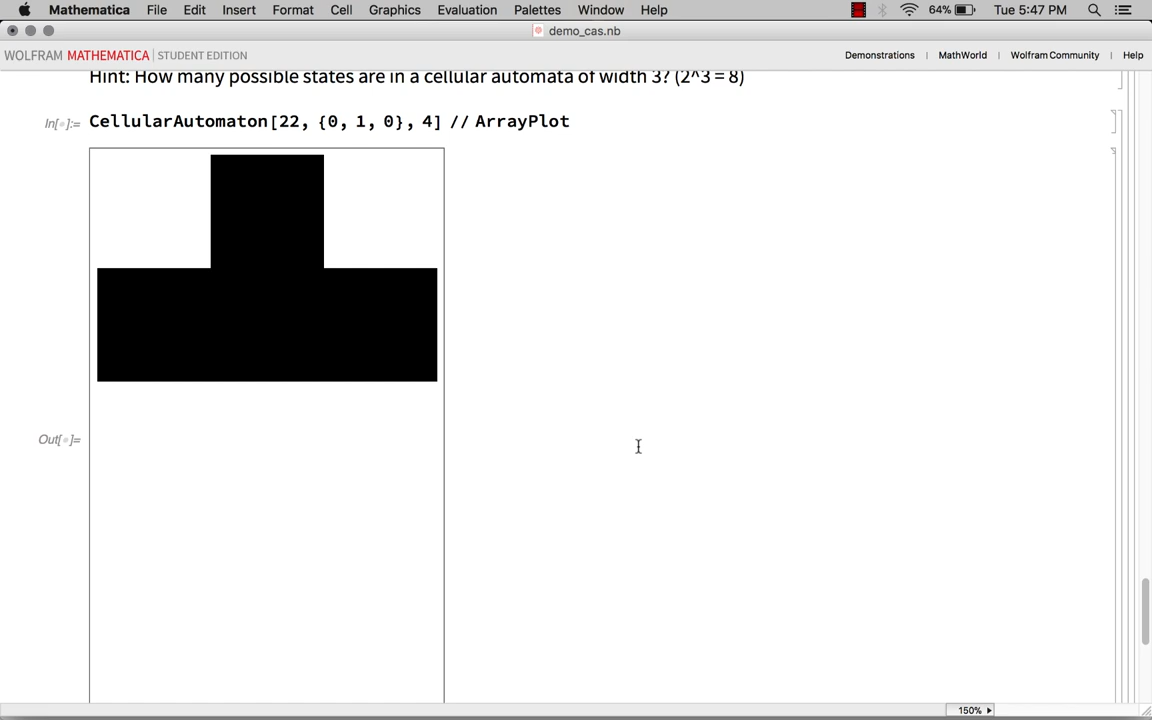 Mathematica File Edit Insert Format Cell Graphics Evaluation Palettes Window Help 64% Tue 5:47 PM
demo_cas.nb
WOLFRAM MATHEMATICA | STUDENT EDITION Demonstrations | MathWorld | Wolfram Community | Help
Hint: How many possible states are in a cellular automata of width 3? (2^3 = 8)
In[∘]:= CellularAutomaton[22, {0, 1, 0}, 4] // ArrayPlot
Out[∘]=
150%